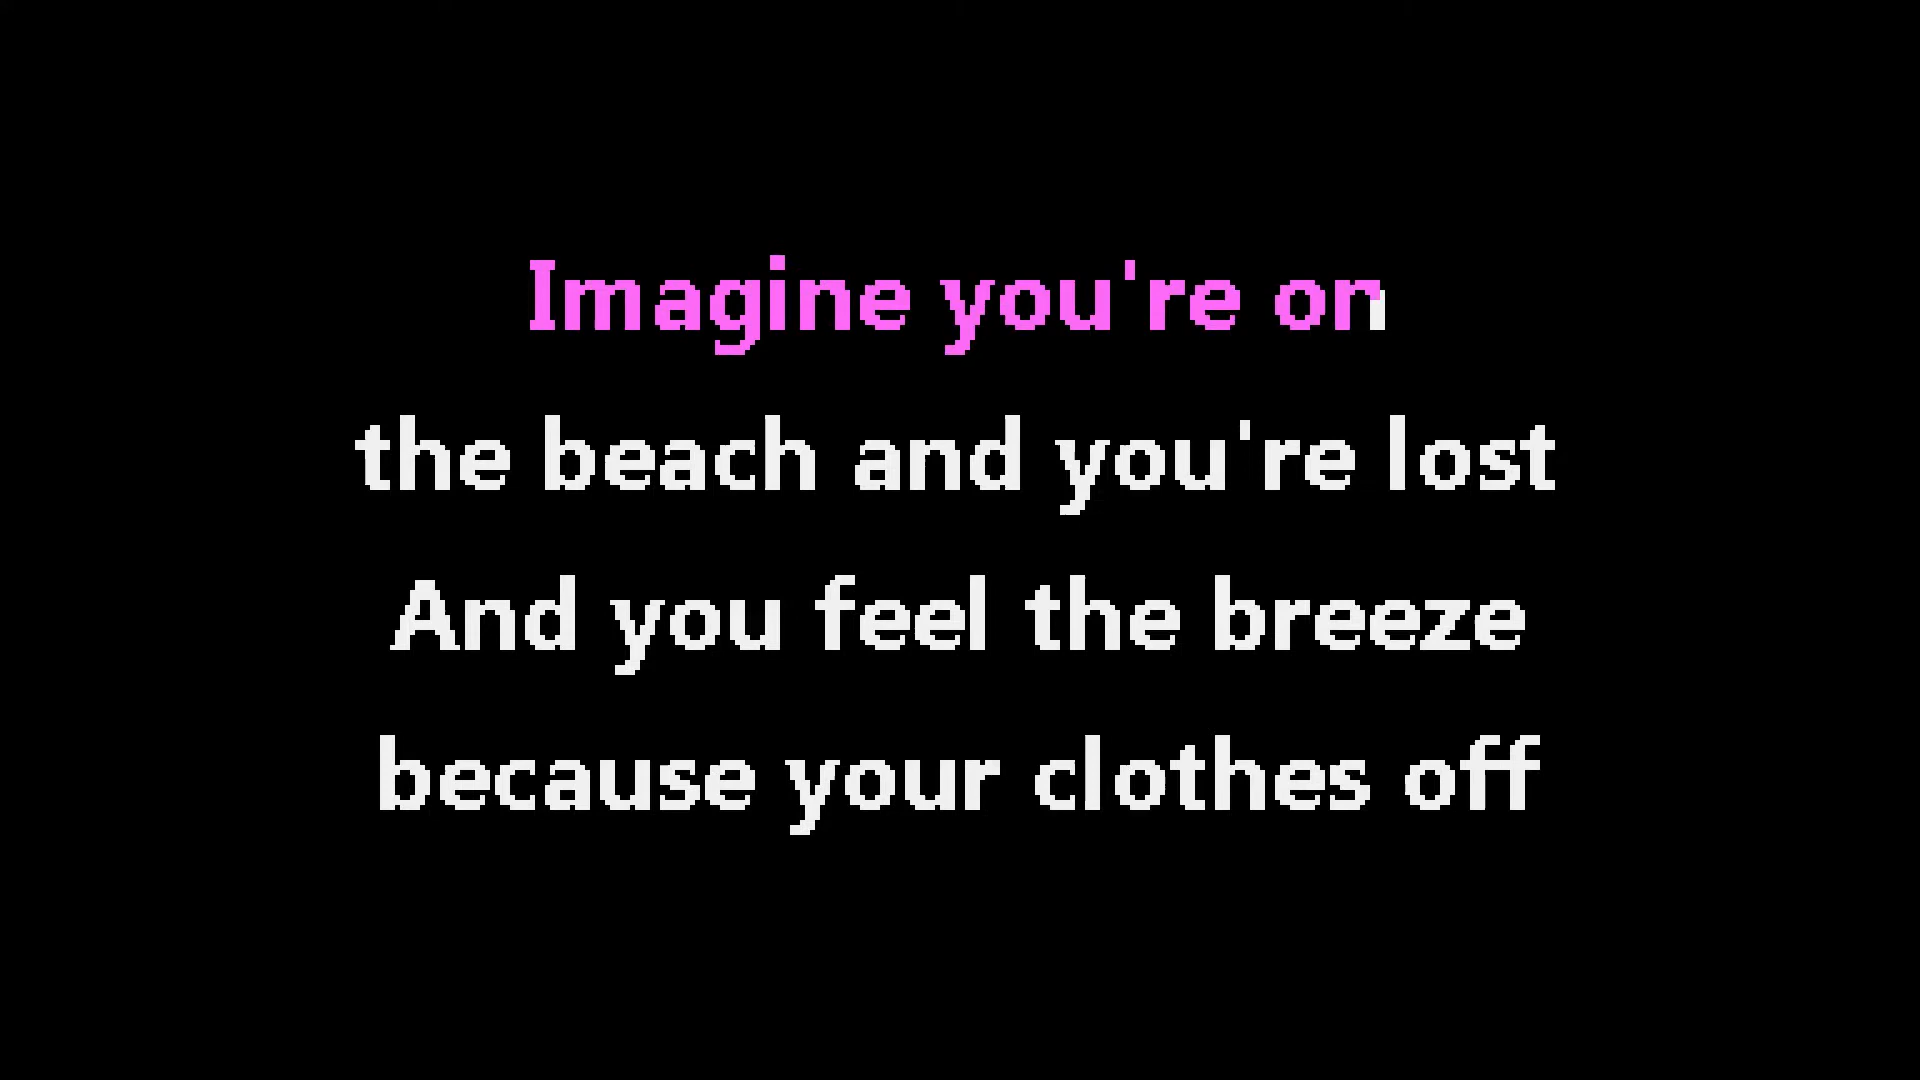 Imagine you're on
the beach and you're lost
And you feel the breeze
because your clothes off